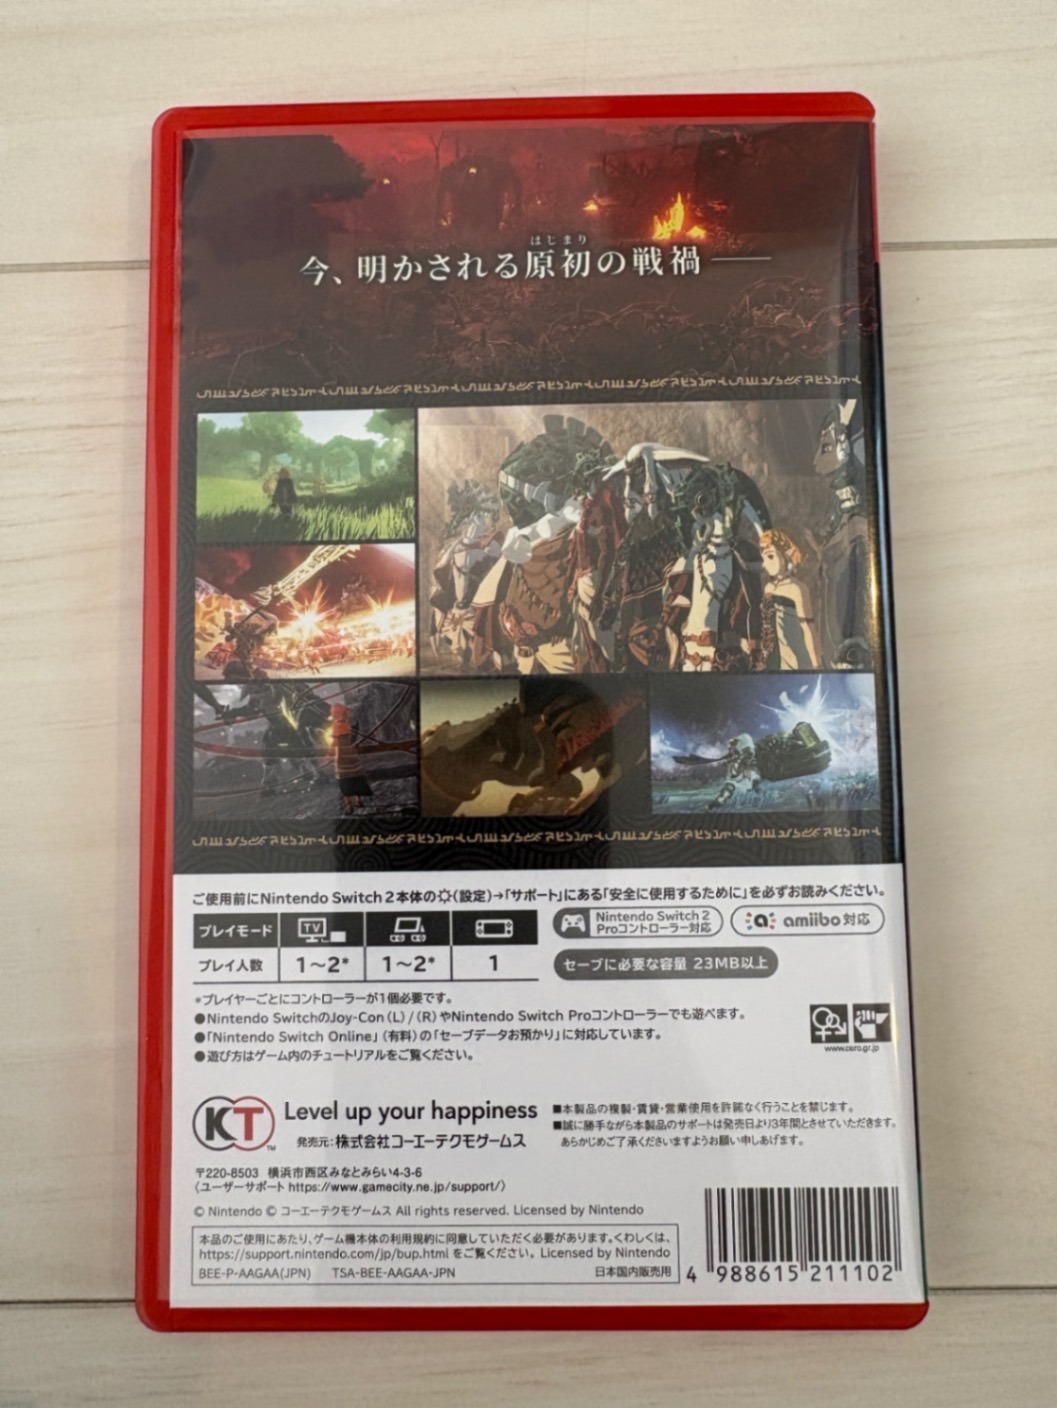 はじまり
今、明かされる原初の戦禍――
ご使用前にNintendo Switch 2本体の(設定)→「サポート」にある「安全に使用するために」を必ずお読みください。
プレイモード TV
プレイ人数 1～2* 1～2* 1
Nintendo Switch 2
Proコントローラー対応
amiibo対応
セーブに必要な容量 23MB以上
*プレイヤーごとにコントローラーが1個必要です。
●Nintendo SwitchのJoy-Con（L）/（R）やNintendo Switch Proコントローラーでも遊べます。
●「Nintendo Switch Online」（有料）の「セーブデータお預かり」に対応しています。
●遊び方はゲーム内のチュートリアルをご覧ください。
www.cero.gr.jp
KT™
Level up your happiness
発売元：株式会社コーエーテクモゲームス
■本製品の複製・賃貸・営業使用を許諾なく行うことを禁じます。
■誠に勝手ながら本製品のサポートは発売日より3年間とさせていただきます。
あらかじめご了承くださいますようお願い申しあげます。
〒220-8503 横浜市西区みなとみらい4-3-6
〈ユーザーサポート https://www.gamecity.ne.jp/support/〉
© Nintendo © コーエーテクモゲームス All rights reserved. Licensed by Nintendo
本品のご使用にあたり、ゲーム機本体の利用規約に同意していただく必要があります。くわしくは、
https://support.nintendo.com/jp/bup.html をご覧ください。 Licensed by Nintendo
BEE-P-AAGAA(JPN) TSA-BEE-AAGAA-JPN 日本国内販売用
4 988615 211102